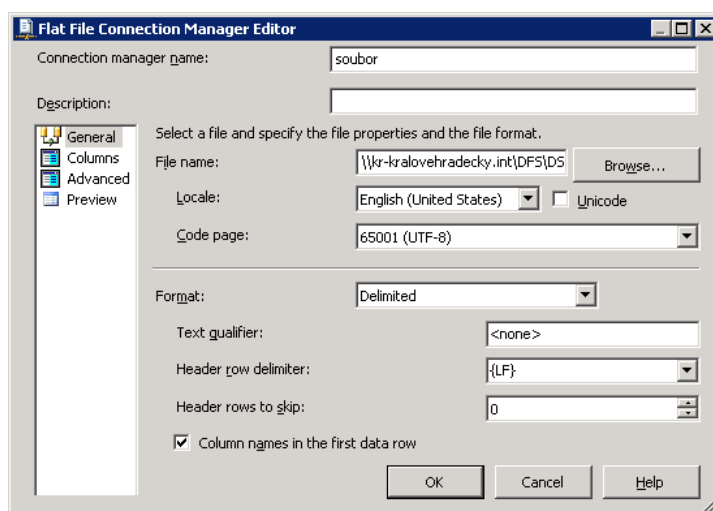 Flat File Connection Manager Editor
Connection manager name: soubor
Description:
General
Columns
Advanced
Preview
Select a file and specify the file properties and the file format.
File name: \\kr-kralovehradecky.int\DFS\DS Browse...
Locale: English (United States) Unicode
Code page: 65001 (UTF-8)
Format: Delimited
Text qualifier: <none>
Header row delimiter: {LF}
Header rows to skip: 0
Column names in the first data row
OK Cancel Help